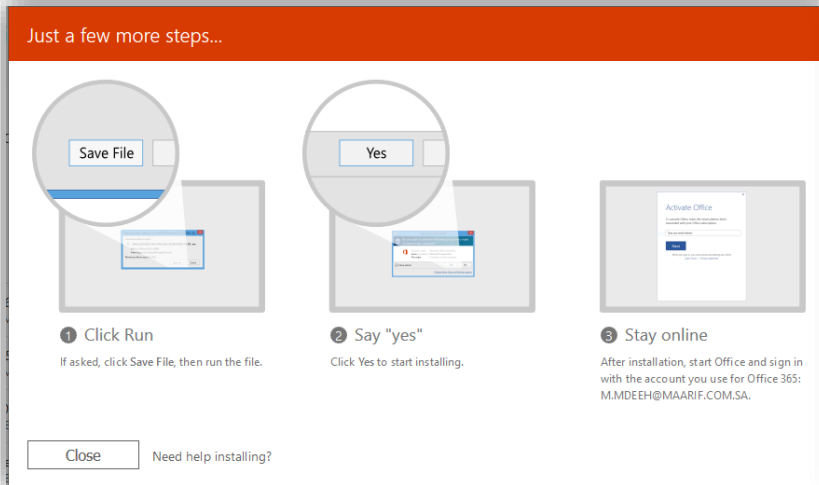 Just a few more steps...
Save File
Yes
Activate Office
1 Click Run
If asked, click Save File, then run the file.
2 Say "yes"
Click Yes to start installing.
3 Stay online
After installation, start Office and sign in
with the account you use for Office 365:
M.MDEEH@MAARIF.COM.SA.
Close
Need help installing?